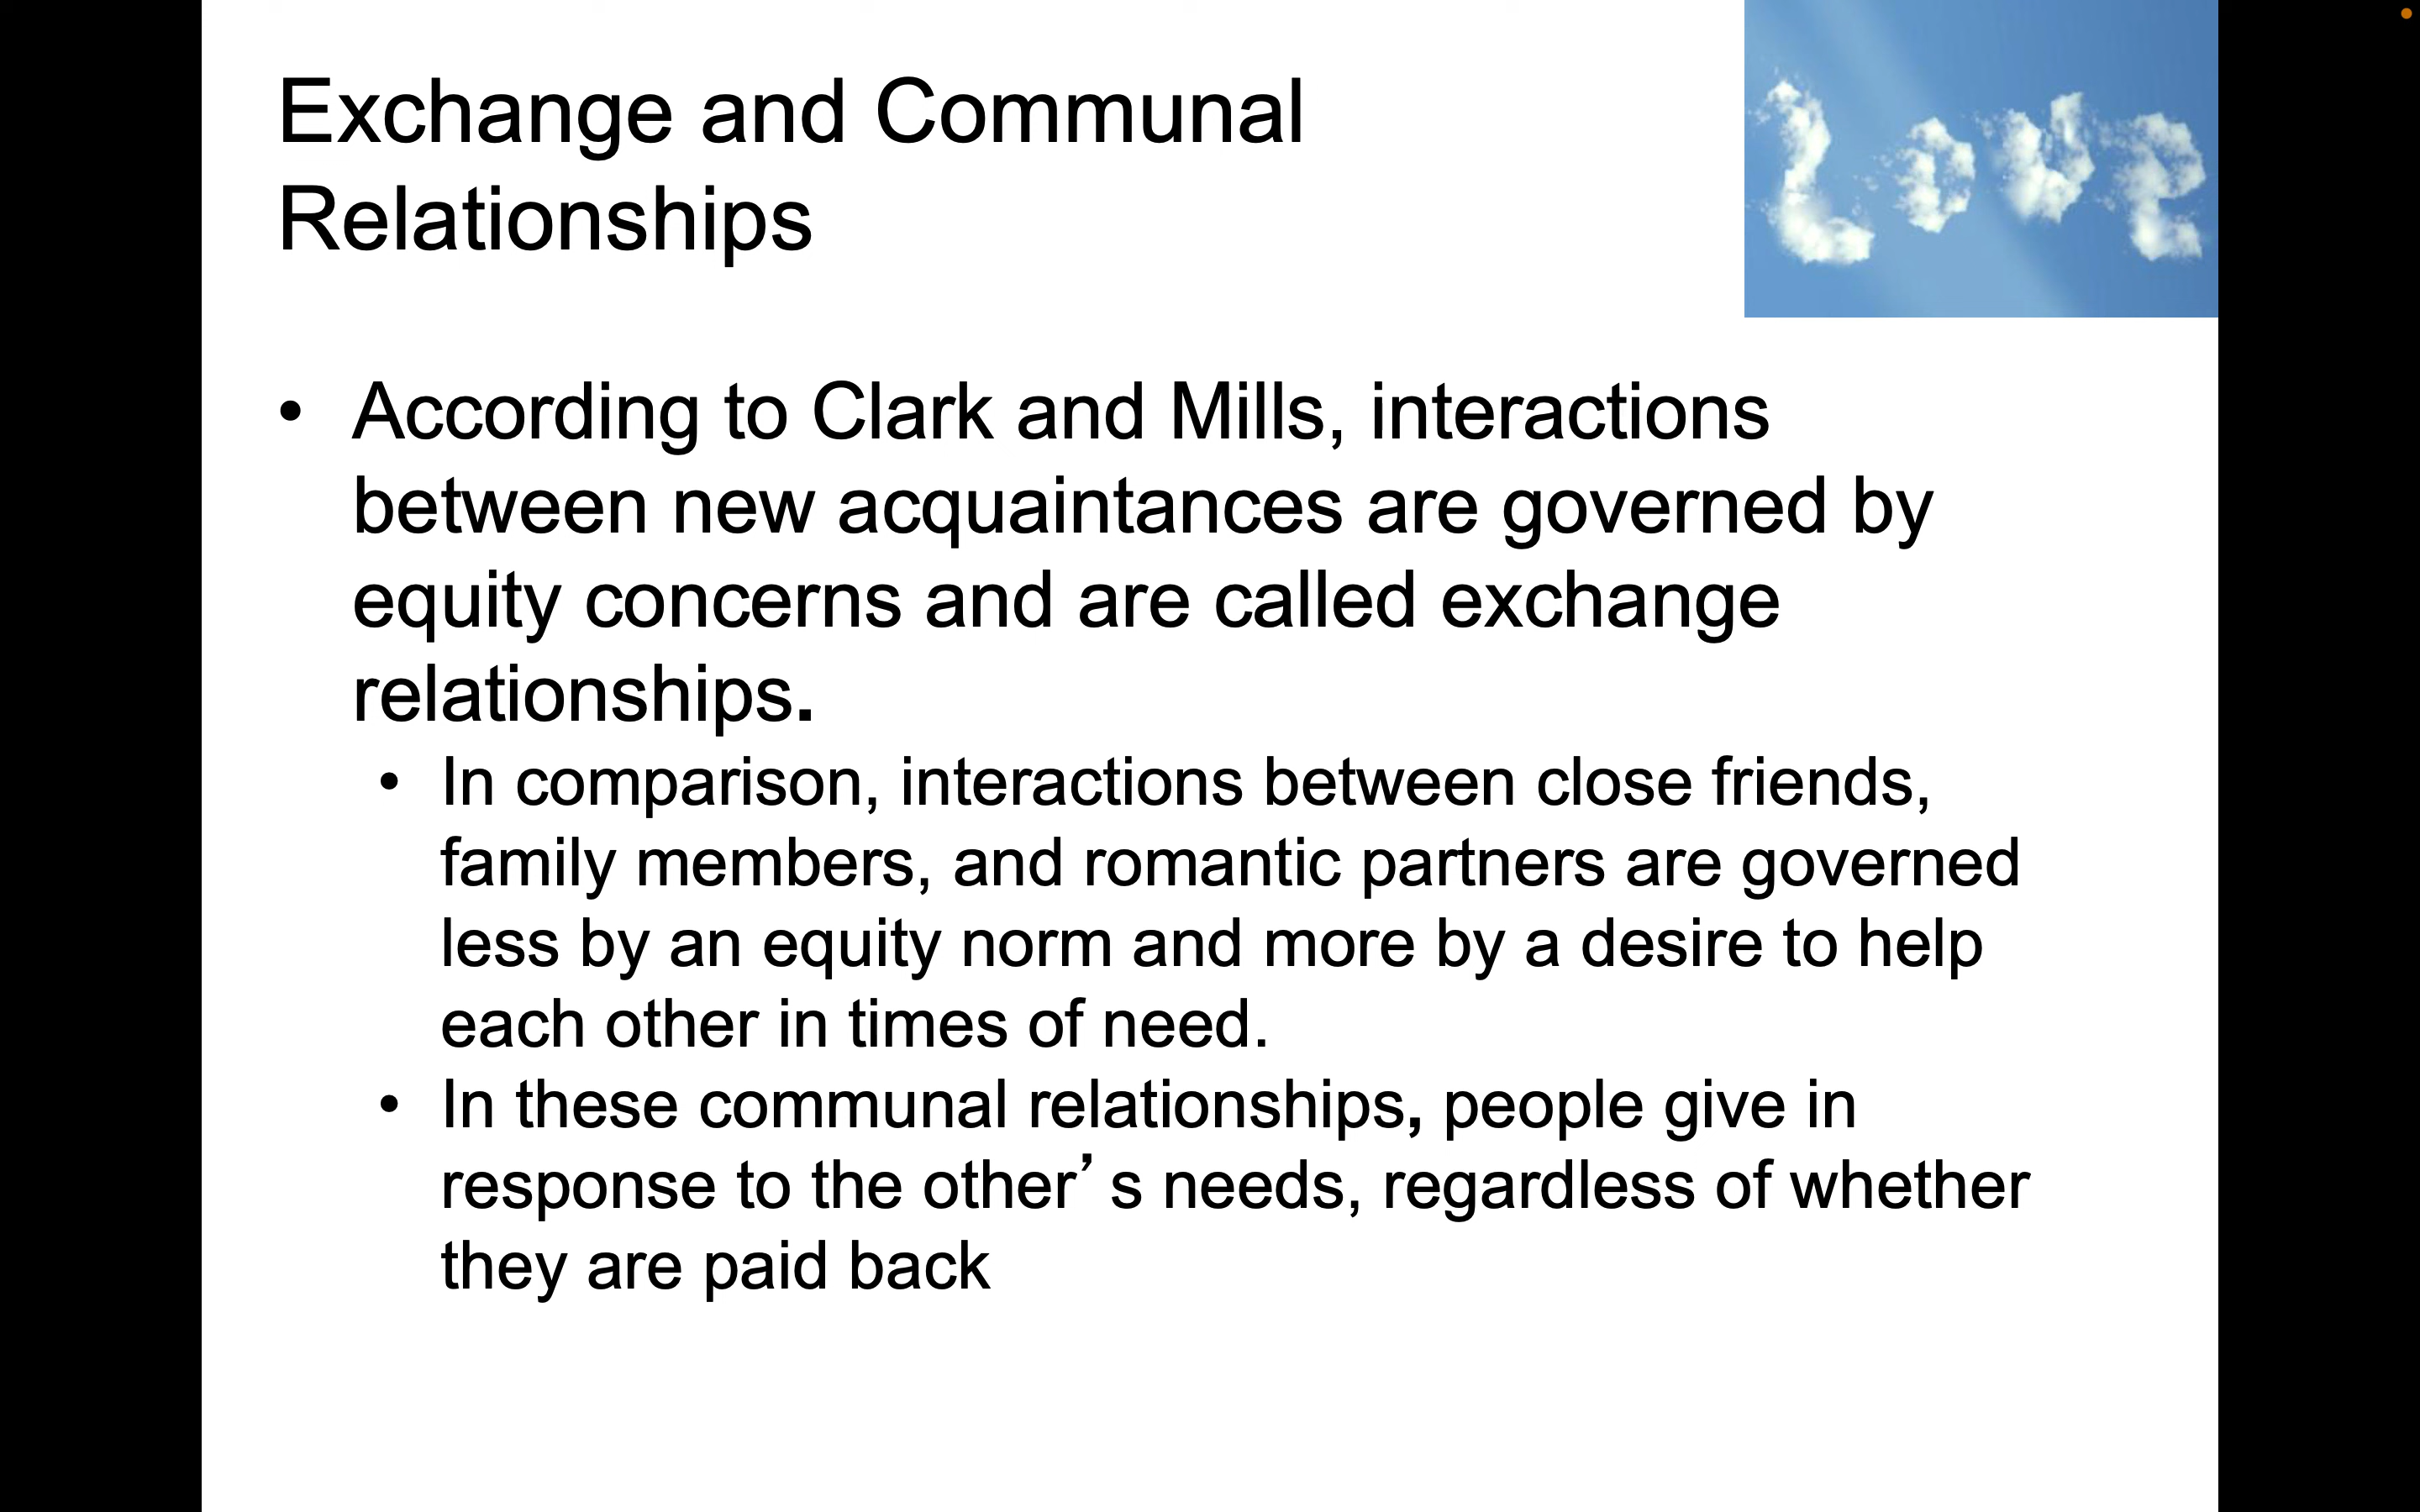 Exchange and Communal
Relationships
Love
• According to Clark and Mills, interactions
between new acquaintances are governed by
equity concerns and are called exchange
relationships.
• In comparison, interactions between close friends,
family members, and romantic partners are governed
less by an equity norm and more by a desire to help
each other in times of need.
• In these communal relationships, people give in
response to the other’s needs, regardless of whether
they are paid back